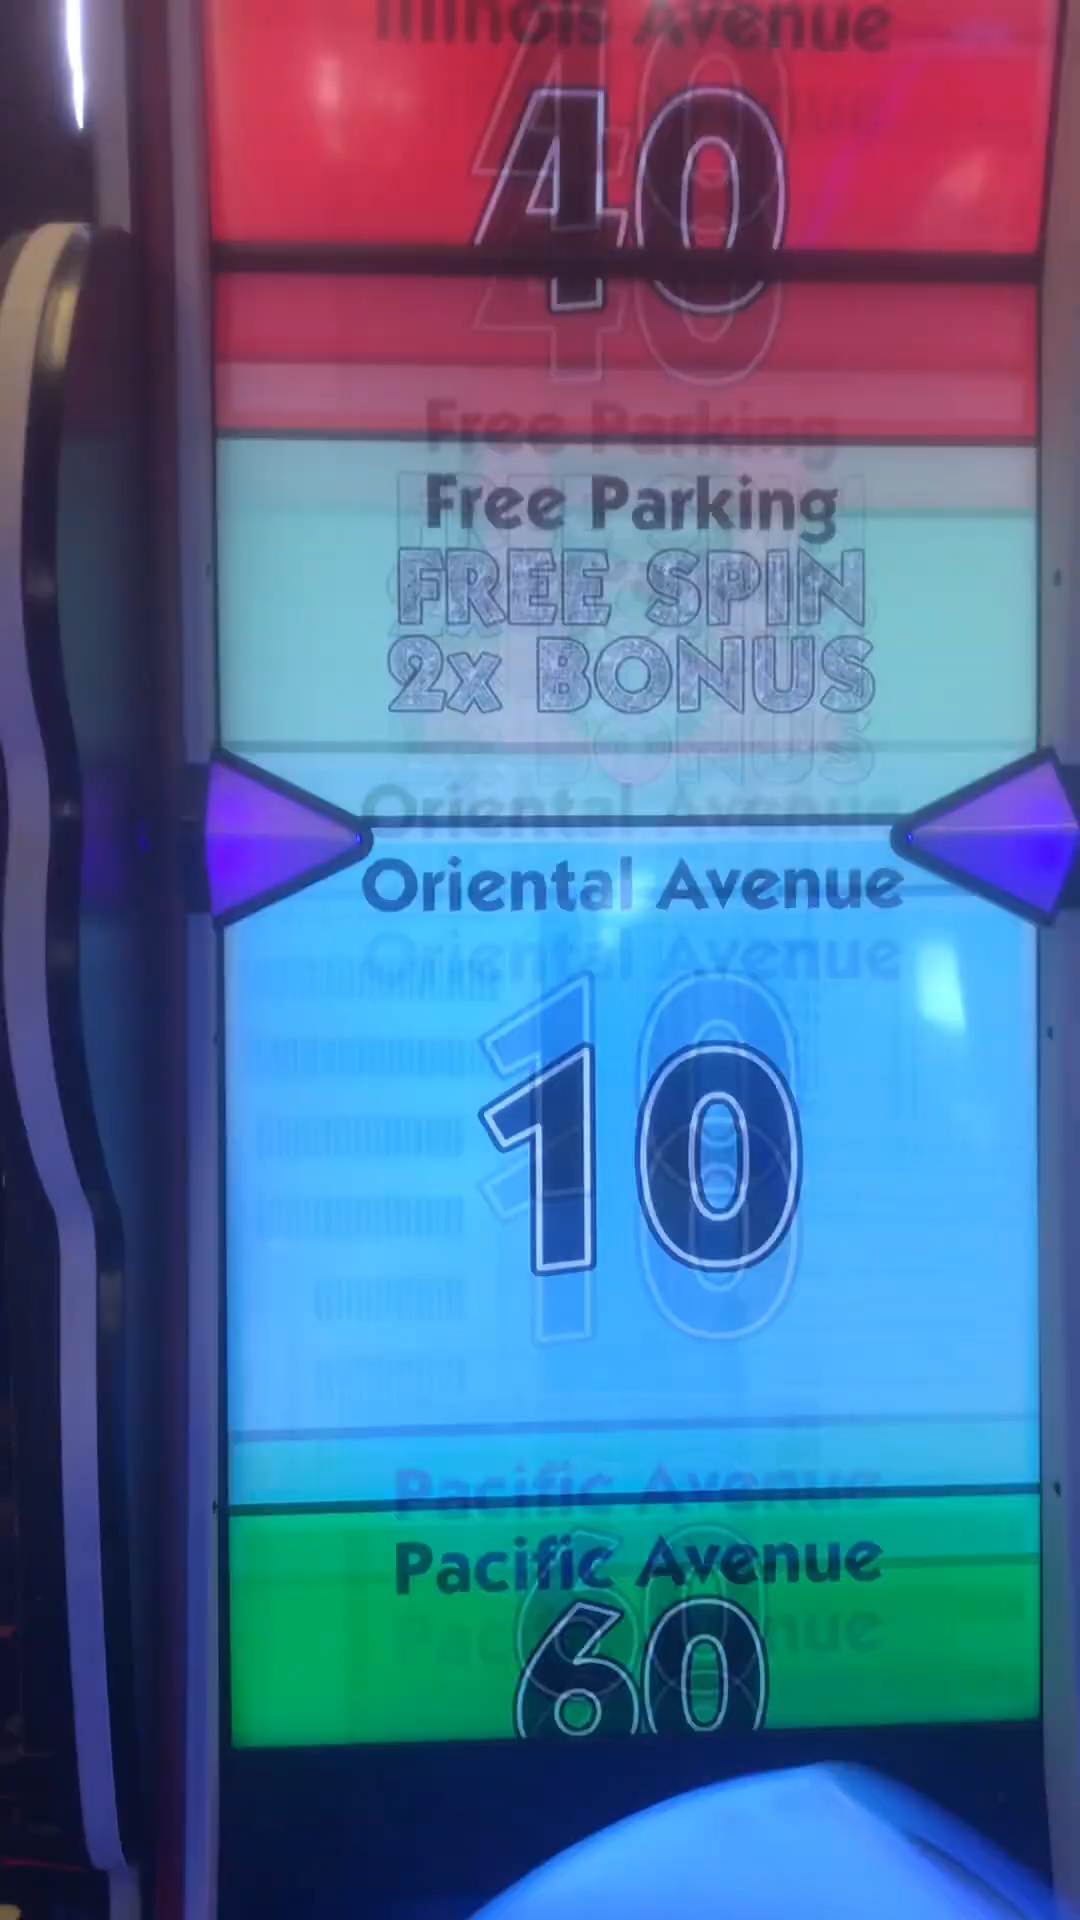 Illinois Avenue
40
Free Parking
FREE SPIN
2x BONUS
Oriental Avenue
10
Pacific Avenue
60